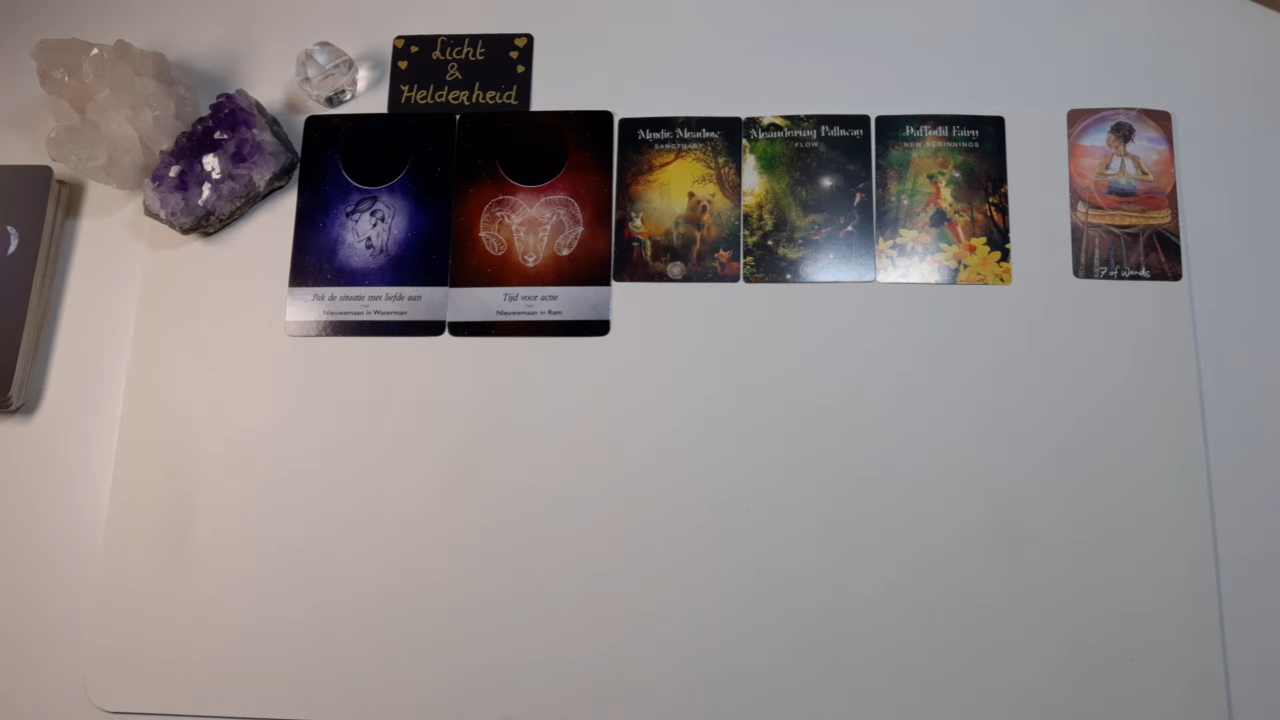 Licht
&
Helderheid
Pak de situatie met liefde aan
Nieuwemaan in Waterman
Tijd voor actie
Nieuwemaan in Ram
Mystic Meadow
SANCTUARY
Meandering Pathway
FLOW
Daffodil Fairy
NEW BEGINNINGS
7 of Wands